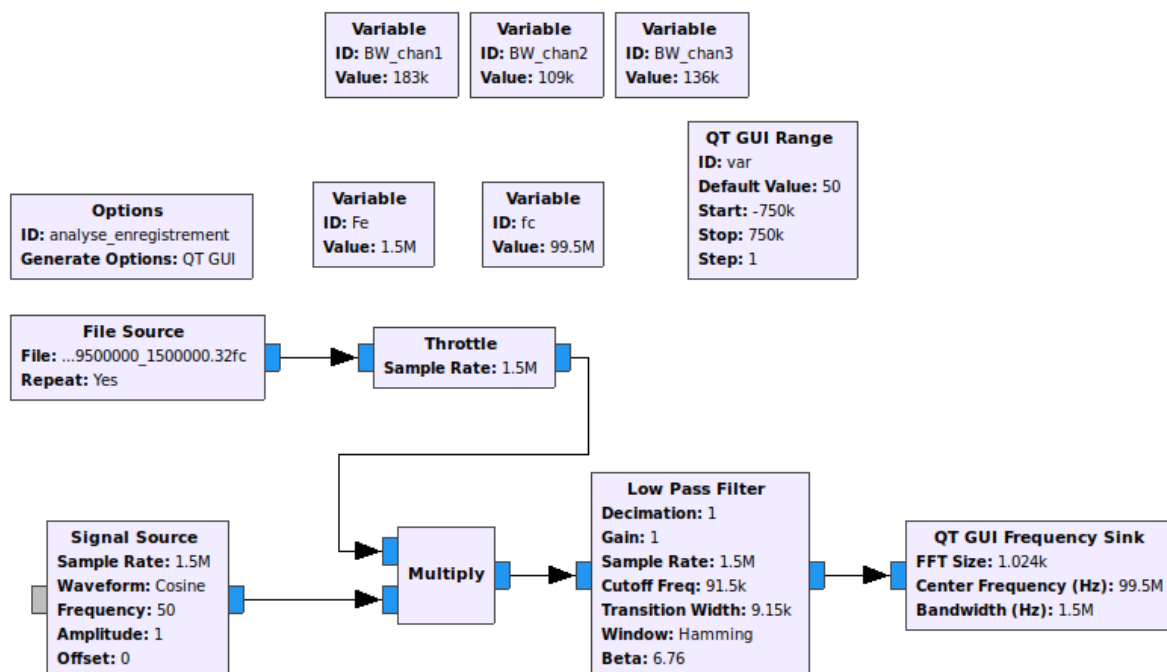 Variable
ID: BW_chan1
Value: 183k
Variable
ID: BW_chan2
Value: 109k
Variable
ID: BW_chan3
Value: 136k
QT GUI Range
ID: var
Default Value: 50
Start: -750k
Stop: 750k
Step: 1
Options
ID: analyse_enregistrement
Generate Options: QT GUI
Variable
ID: Fe
Value: 1.5M
Variable
ID: fc
Value: 99.5M
File Source
File: ...9500000_1500000.32fc
Repeat: Yes
Throttle
Sample Rate: 1.5M
Signal Source
Sample Rate: 1.5M
Waveform: Cosine
Frequency: 50
Amplitude: 1
Offset: 0
Multiply
Low Pass Filter
Decimation: 1
Gain: 1
Sample Rate: 1.5M
Cutoff Freq: 91.5k
Transition Width: 9.15k
Window: Hamming
Beta: 6.76
QT GUI Frequency Sink
FFT Size: 1.024k
Center Frequency (Hz): 99.5M
Bandwidth (Hz): 1.5M